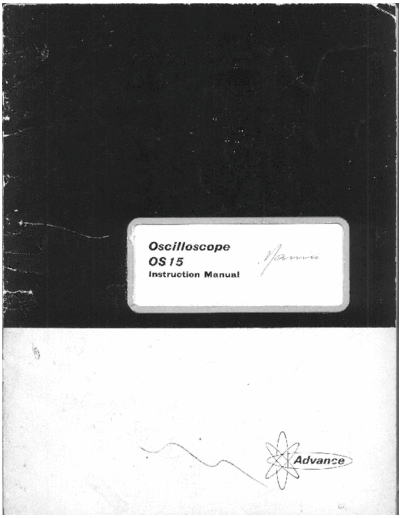 Oscilloscope
OS 15
Instruction Manual
Advance